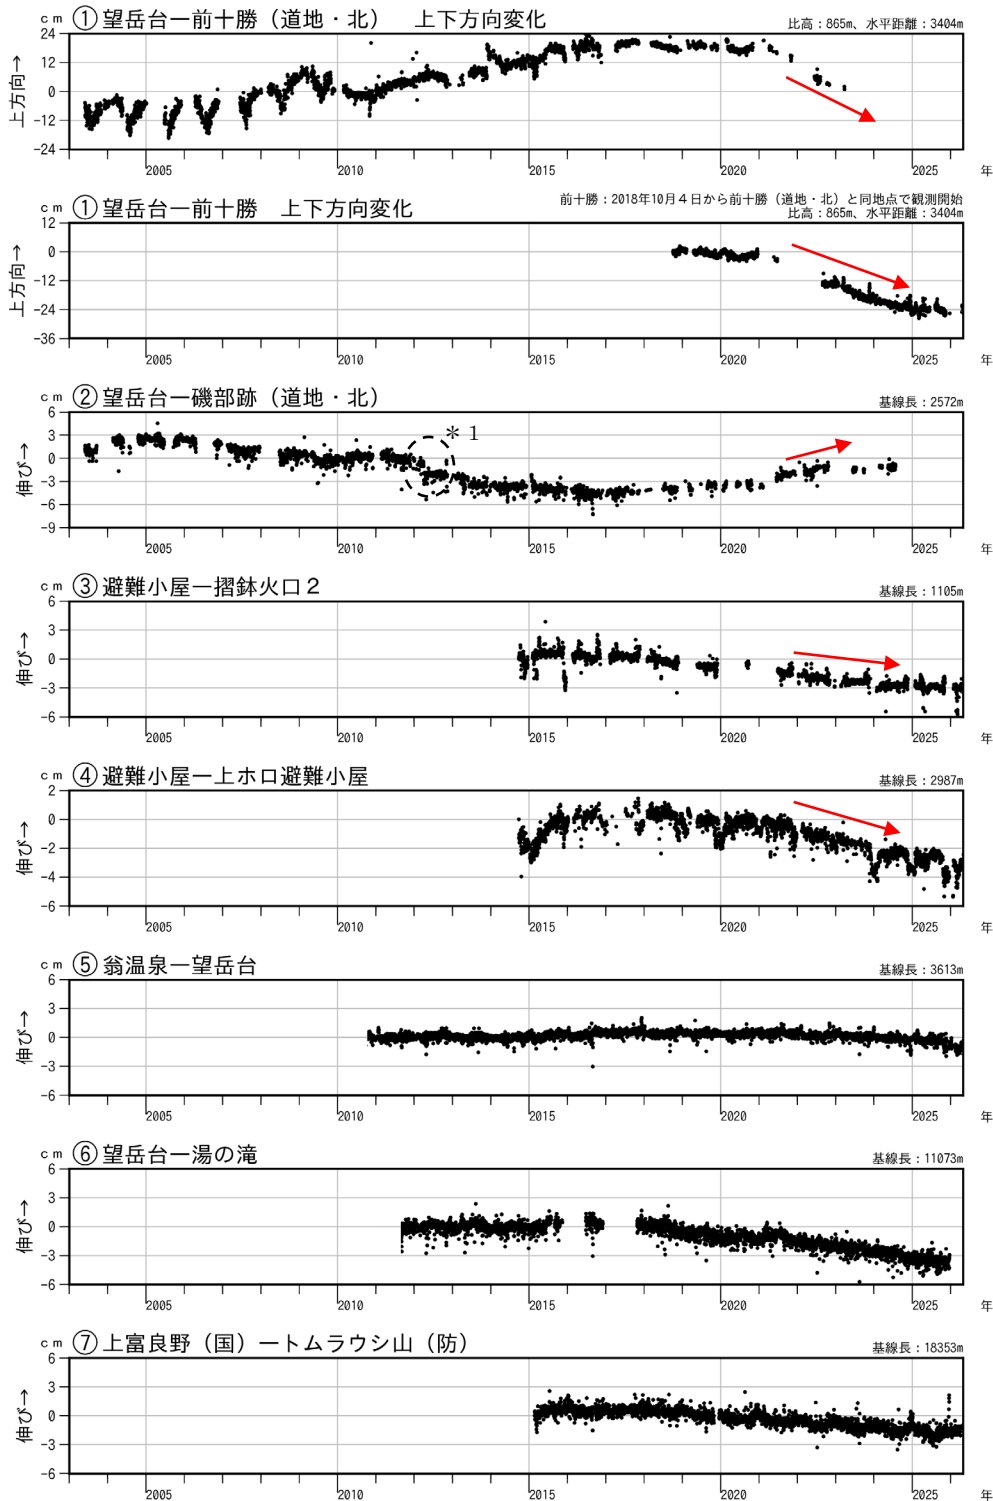 cm ①望岳台ー前十勝（道地・北） 上下方向変化
比高：865m、水平距離：3404m
24
12
0
-12
-24
上方向→
2005 2010 2015 2020 2025 年
cm ①望岳台ー前十勝 上下方向変化
前十勝：2018年10月４日から前十勝（道地・北）と同地点で観測開始
比高：865m、水平距離：3404m
12
0
-12
-24
-36
上方向→
2005 2010 2015 2020 2025 年
cm ②望岳台ー磯部跡（道地・北）
基線長：2572m
6
3
0
-3
-6
-9
伸び→
＊1
2005 2010 2015 2020 2025 年
cm ③避難小屋ー摺鉢火口２
基線長：1105m
6
3
0
-3
-6
伸び→
2005 2010 2015 2020 2025 年
cm ④避難小屋ー上ホロ避難小屋
基線長：2987m
2
0
-2
-4
-6
伸び→
2005 2010 2015 2020 2025 年
cm ⑤翁温泉ー望岳台
基線長：3613m
6
3
0
-3
-6
伸び→
2005 2010 2015 2020 2025 年
cm ⑥望岳台ー湯の滝
基線長：11073m
6
3
0
-3
-6
伸び→
2005 2010 2015 2020 2025 年
cm ⑦上富良野（国）ートムラウシ山（防）
基線長：18353m
6
3
0
-3
-6
伸び→
2005 2010 2015 2020 2025 年